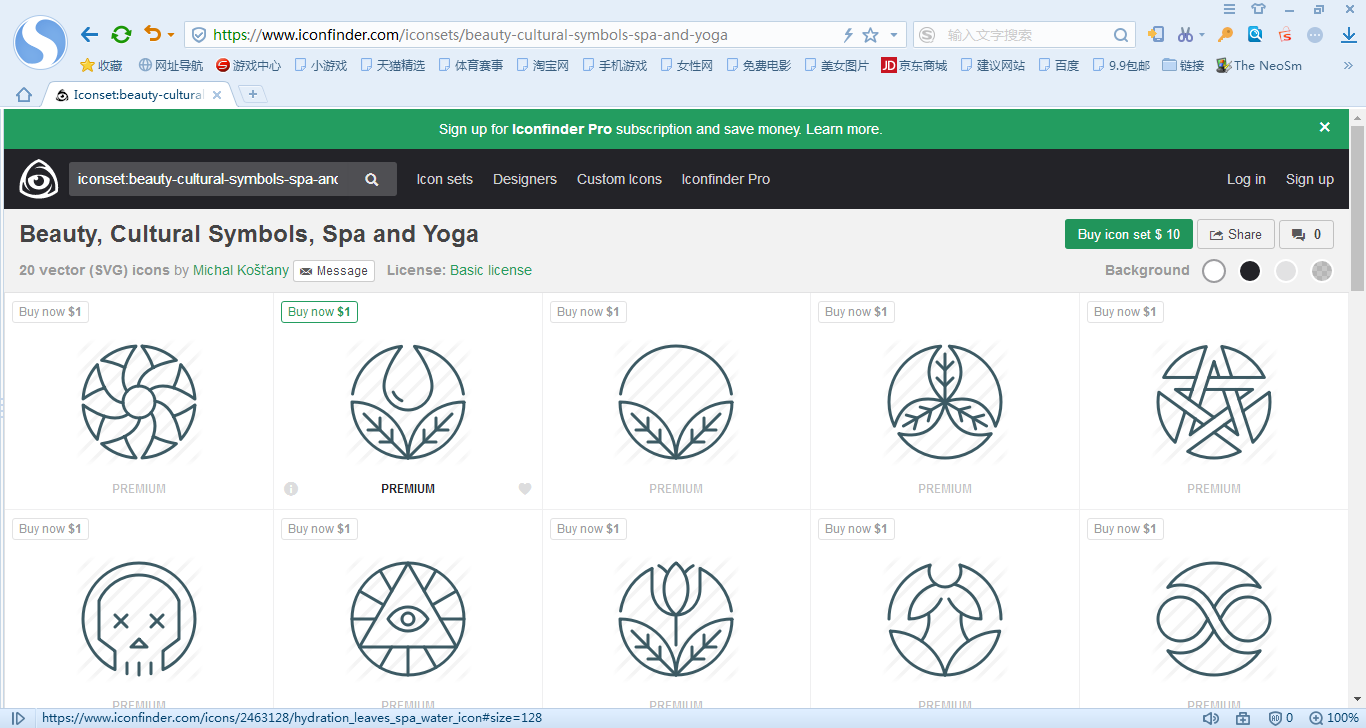 https://www.iconfinder.com/iconsets/beauty-cultural-symbols-spa-and-yoga
输入文字搜索
收藏 网址导航 游戏中心 小游戏 天猫精选 体育赛事 淘宝网 手机游戏 女性网 免费电影 美女图片 JD 京东商城 建议网站 百度 9.9包邮 链接 The NeoSm
Iconset:beauty-cultural
Sign up for Iconfinder Pro subscription and save money. Learn more.
iconset:beauty-cultural-symbols-spa-and Icon sets Designers Custom Icons Iconfinder Pro Log in Sign up
Beauty, Cultural Symbols, Spa and Yoga Buy icon set $ 10 Share 0
20 vector (SVG) icons by Michal Košťany Message License: Basic license Background
Buy now $1 Buy now $1 Buy now $1 Buy now $1 Buy now $1
PREMIUM PREMIUM PREMIUM PREMIUM PREMIUM
Buy now $1 Buy now $1 Buy now $1 Buy now $1 Buy now $1
PREMIUM PREMIUM PREMIUM PREMIUM PREMIUM
https://www.iconfinder.com/icons/2463128/hydration_leaves_spa_water_icon#size=128 0 100%